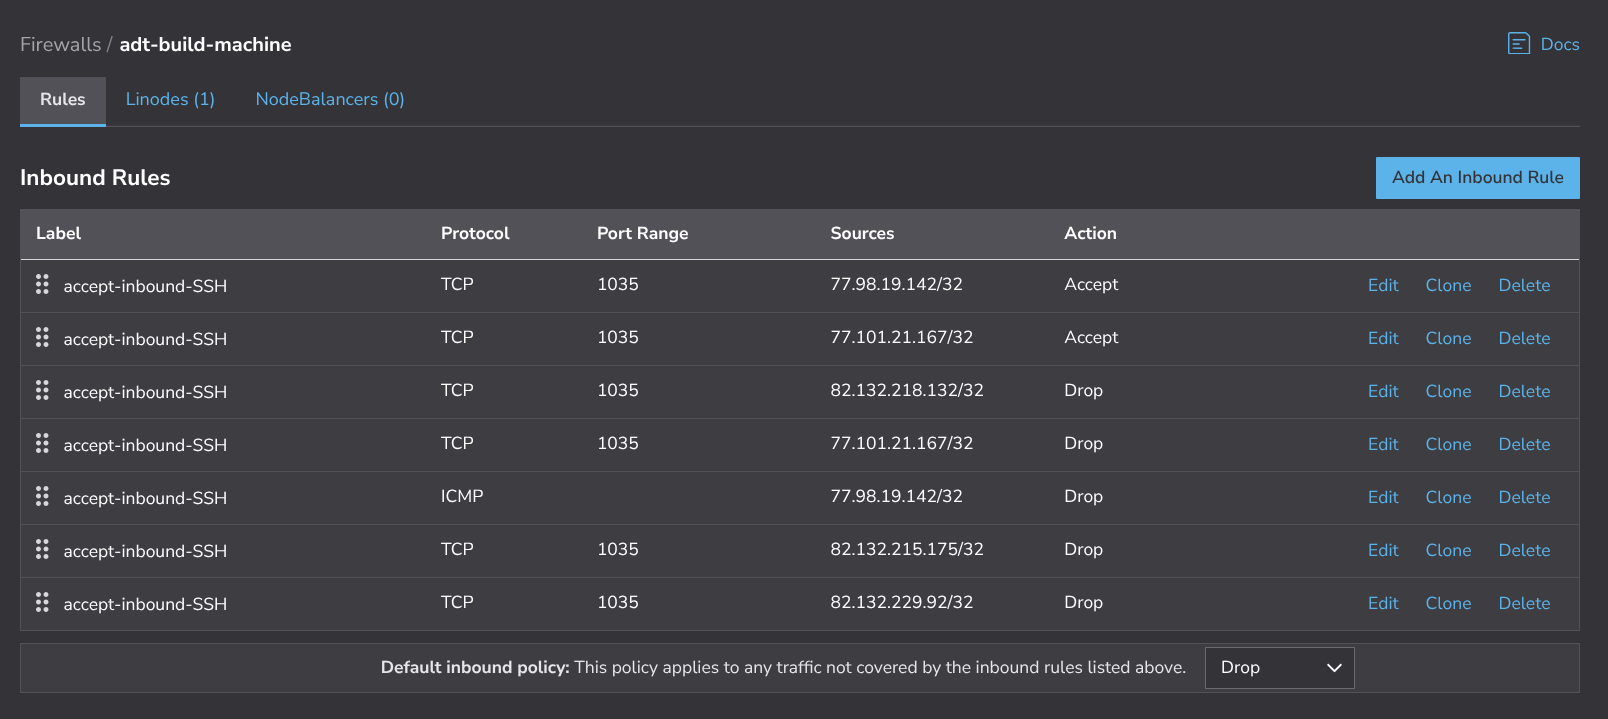 Firewalls / adt-build-machine
Docs
Rules Linodes (1) NodeBalancers (0)
Inbound Rules
Add An Inbound Rule
Label Protocol Port Range Sources Action
accept-inbound-SSH TCP 1035 77.98.19.142/32 Accept Edit Clone Delete
accept-inbound-SSH TCP 1035 77.101.21.167/32 Accept Edit Clone Delete
accept-inbound-SSH TCP 1035 82.132.218.132/32 Drop Edit Clone Delete
accept-inbound-SSH TCP 1035 77.101.21.167/32 Drop Edit Clone Delete
accept-inbound-SSH ICMP 77.98.19.142/32 Drop Edit Clone Delete
accept-inbound-SSH TCP 1035 82.132.215.175/32 Drop Edit Clone Delete
accept-inbound-SSH TCP 1035 82.132.229.92/32 Drop Edit Clone Delete
Default inbound policy: This policy applies to any traffic not covered by the inbound rules listed above. Drop